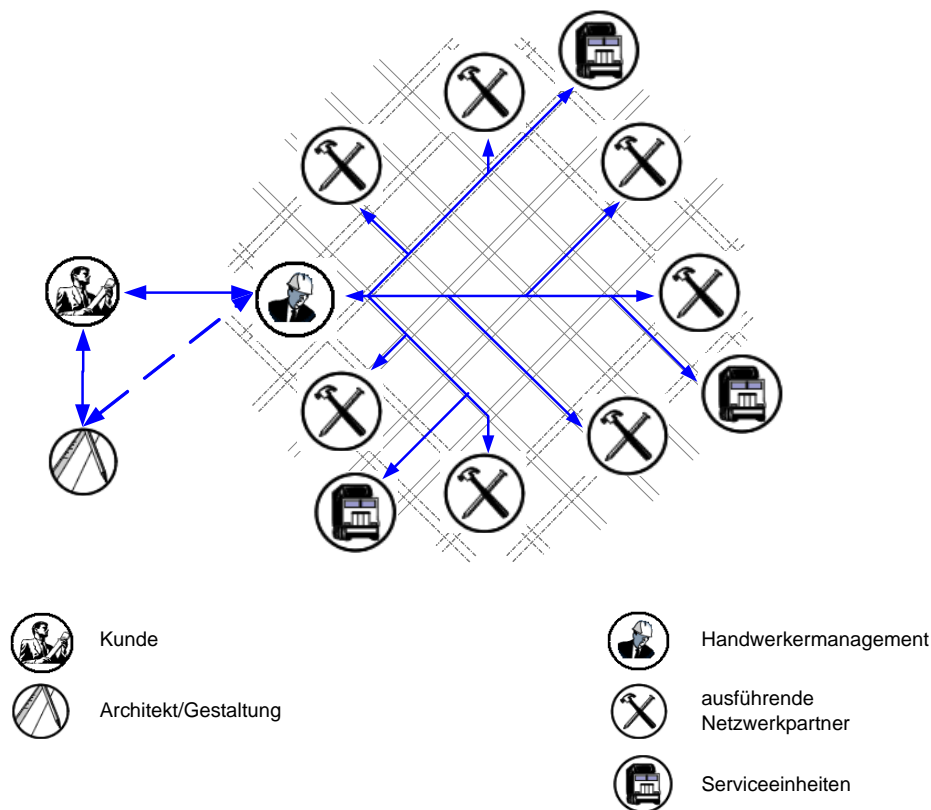 Kunde
Architekt/Gestaltung
Handwerkermanagement
ausführende
Netzwerkpartner
Serviceeinheiten